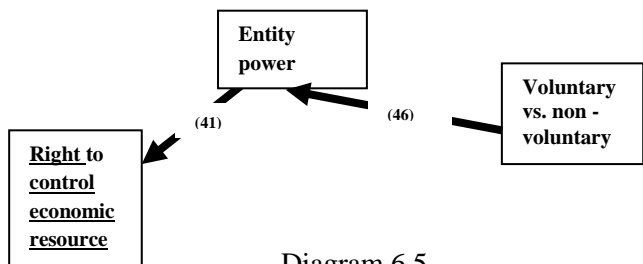 Entity
power
Voluntary
vs. non -
voluntary
(41)
(46)
Right to
control
economic
resource
Diagram 6.5